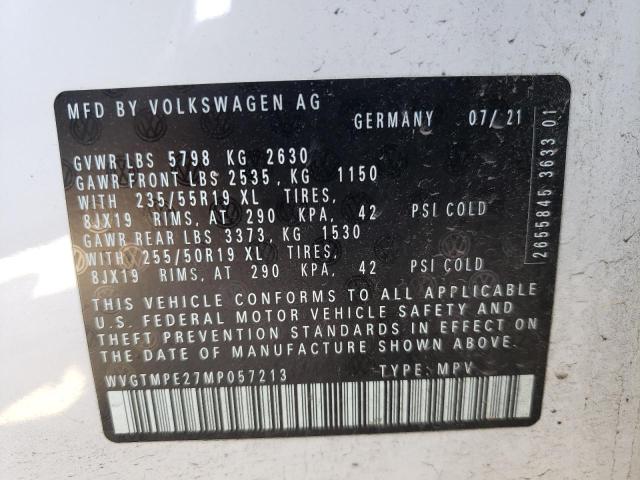 MFD BY VOLKSWAGEN AG
GERMANY 07/21
GVWR LBS 5798 KG 2630
GAWR FRONT LBS 2535, KG 1150
WITH 235/55R19 XL TIRES,
8JX19 RIMS, AT 290 KPA, 42 PSI COLD
GAWR REAR LBS 3373, KG 1530
WITH 255/50R19 XL TIRES,
8JX19 RIMS, AT 290 KPA, 42 PSI COLD
THIS VEHICLE CONFORMS TO ALL APPLICABLE
U.S. FEDERAL MOTOR VEHICLE SAFETY AND
THEFT PREVENTION STANDARDS IN EFFECT ON
THE DATE OF MANUFACTURE SHOWN ABOVE.
WVGTMPE27MP057213 TYPE: MPV
2655845 3633 01